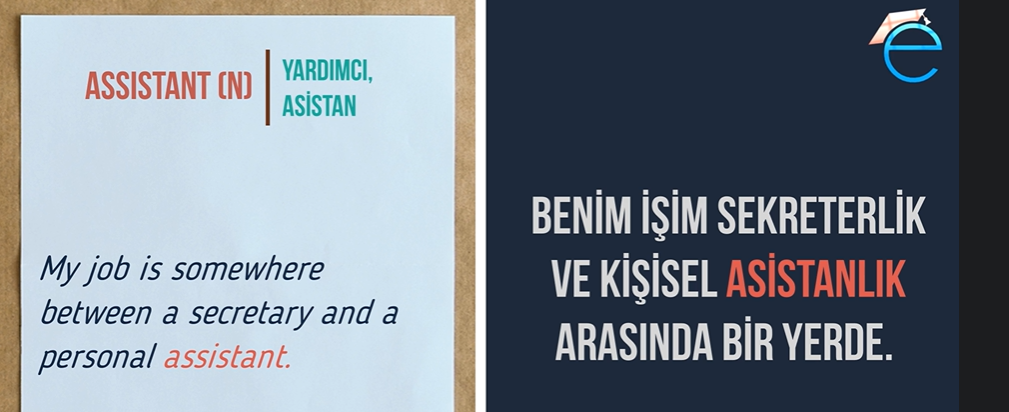 ASSISTANT (N)
YARDIMCI,
ASİSTAN
My job is somewhere
between a secretary and a
personal assistant.
e
BENİM İŞİM SEKRETERLİK
VE KİŞİSEL ASİSTANLIK
ARASINDA BİR YERDE.